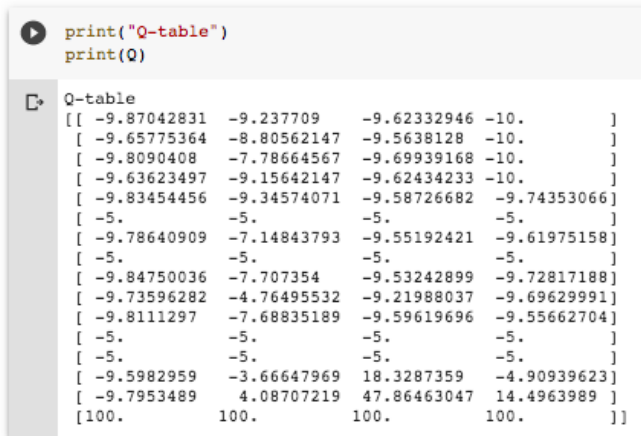 print("Q-table")
print(Q)
Q-table
[[ -9.87042831 -9.237709 -9.62332946 -10. ]
[ -9.65775364 -8.80562147 -9.5638128 -10. ]
[ -9.8090408 -7.78664567 -9.69939168 -10. ]
[ -9.63623497 -9.15642147 -9.62434233 -10. ]
[ -9.83454456 -9.34574071 -9.58726682 -9.74353066]
[ -5. -5. -5. -5. ]
[ -9.78640909 -7.14843793 -9.55192421 -9.61975158]
[ -5. -5. -5. -5. ]
[ -9.84750036 -7.707354 -9.53242899 -9.72817188]
[ -9.73596282 -4.76495532 -9.21988037 -9.69629991]
[ -9.8111297 -7.68835189 -9.59619696 -9.55662704]
[ -5. -5. -5. -5. ]
[ -5. -5. -5. -5. ]
[ -9.5982959 -3.66647969 18.3287359 -4.90939623]
[ -9.7953489 4.08707219 47.86463047 14.4963989 ]
[100. 100. 100. 100. ]]